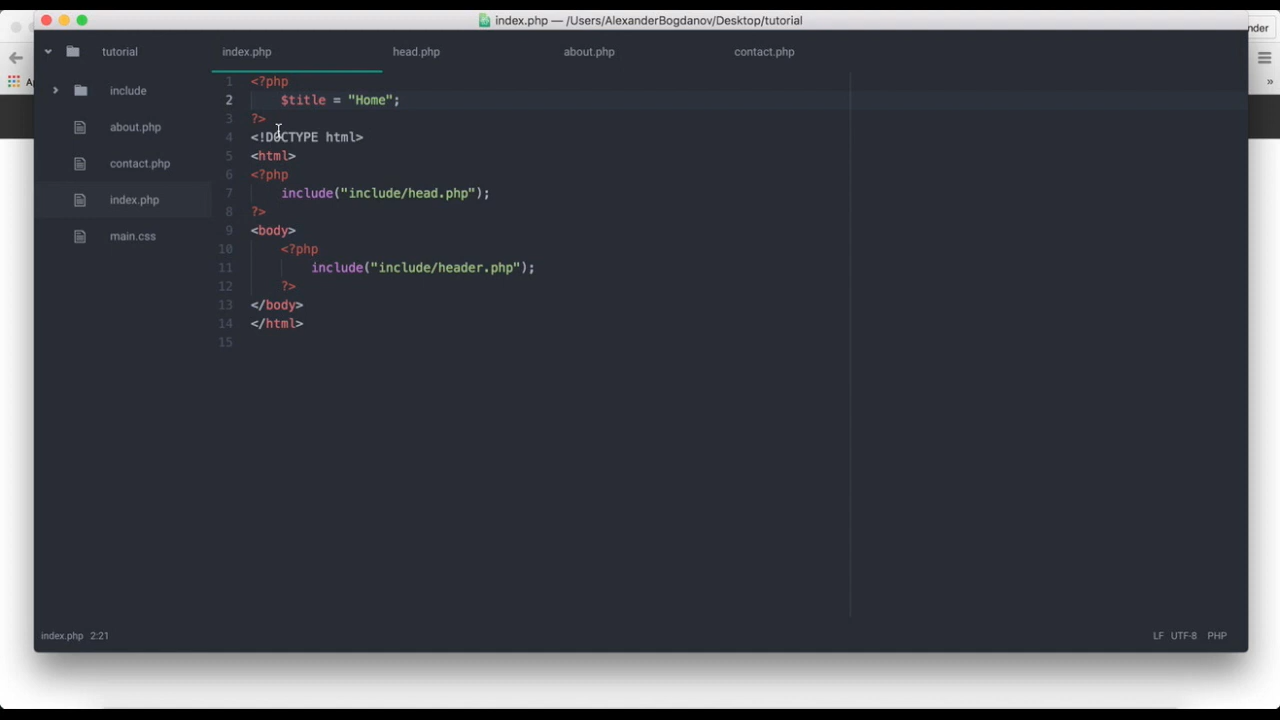 index.php — /Users/AlexanderBogdanov/Desktop/tutorial
nder
tutorial
index.php
head.php
about.php
contact.php
include
about.php
contact.php
index.php
main.css
1 <?php
2 $title = "Home";
3 ?>
4 <!DOCTYPE html>
5 <html>
6 <?php
7 include("include/head.php");
8 ?>
9 <body>
10 <?php
11 include("include/header.php");
12 ?>
13 </body>
14 </html>
15
index.php 2:21
LF UTF-8 PHP